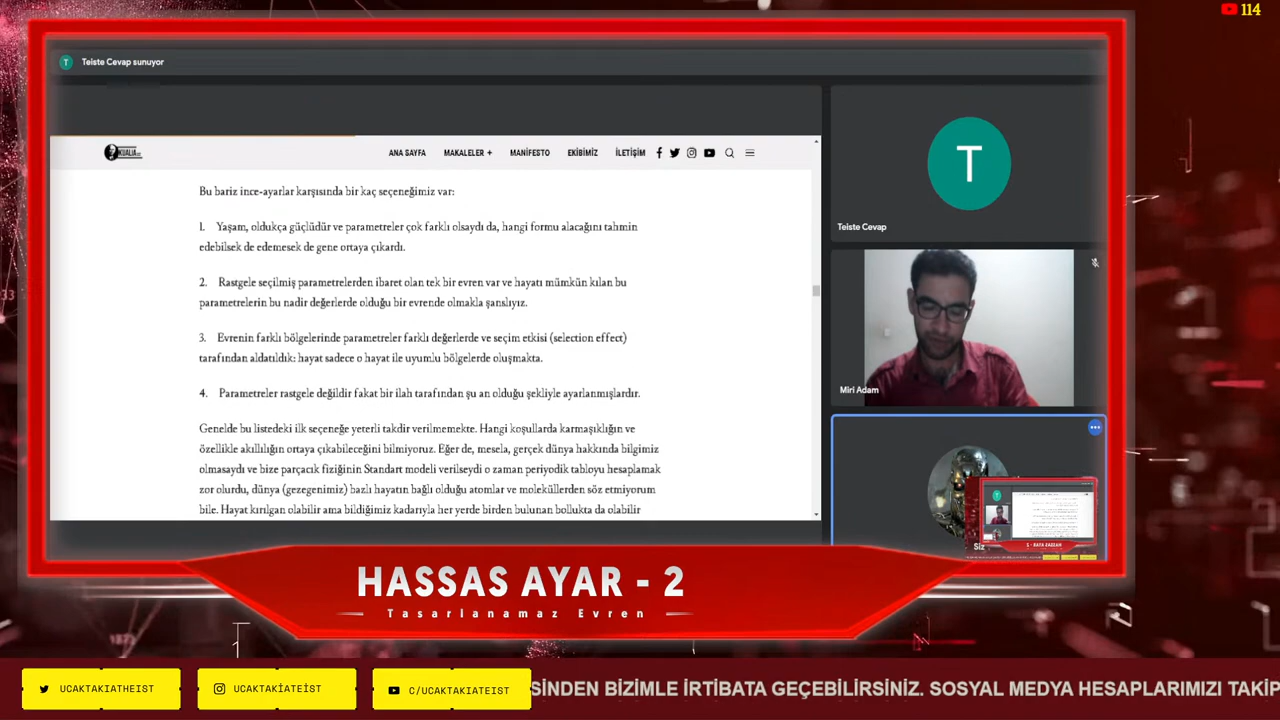 114
T Teiste Cevap sunuyor
KUALIA
ANA SAYFA MAKALELER + MANİFESTO EKİBİMİZ İLETİŞİM
Bu bariz ince-ayarlar karşısında bir kaç seçeneğimiz var:
1. Yaşam, oldukça güçlüdür ve parametreler çok farklı olsaydı da, hangi formu alacağını tahmin
edebilsek de edemesek de gene ortaya çıkardı.
2. Rastgele seçilmiş parametrelerden ibaret olan tek bir evren var ve hayatı mümkün kılan bu
parametrelerin bu nadir değerlerde olduğu bir evrende olmakla şanslıyız.
3. Evrenin farklı bölgelerinde parametreler farklı değerlerde ve seçim etkisi (selection effect)
tarafından aldatıldık: hayat sadece o hayat ile uyumlu bölgelerde oluşmakta.
4. Parametreler rastgele değildir fakat bir ilah tarafından şu an olduğu şekliyle ayarlanmışlardır.
Genelde bu listedeki ilk seçeneğe yeterli takdir verilmemekte. Hangi koşullarda karmaşıklığın ve
özellikle akıllılığın ortaya çıkabileceğini bilmiyoruz. Eğer de, mesela, gerçek dünya hakkında bilgimiz
olmasaydı ve bize parçacık fiziğinin Standart modeli verilseydi o zaman periyodik tabloyu hesaplamak
zor olurdu, dünya (gezegenimiz) bazlı hayatın bağlı olduğu atomlar ve moleküllerden söz etmiyorum
bile. Hayat kırılgan olabilir ama bildiğimiz kadarıyla her yerde birden bulunan bollukta da olabilir
T
Teiste Cevap
Miri Adam
Siz
HASSAS AYAR - 2
Tasarlanamaz Evren
UCAKTAKIATHEIST
UCAKTAKİATEİST
C/UCAKTAKIATEIST
SİNDEN BİZİMLE İRTİBATA GEÇEBİLİRSİNİZ. SOSYAL MEDYA HESAPLARIMIZI TAKİP